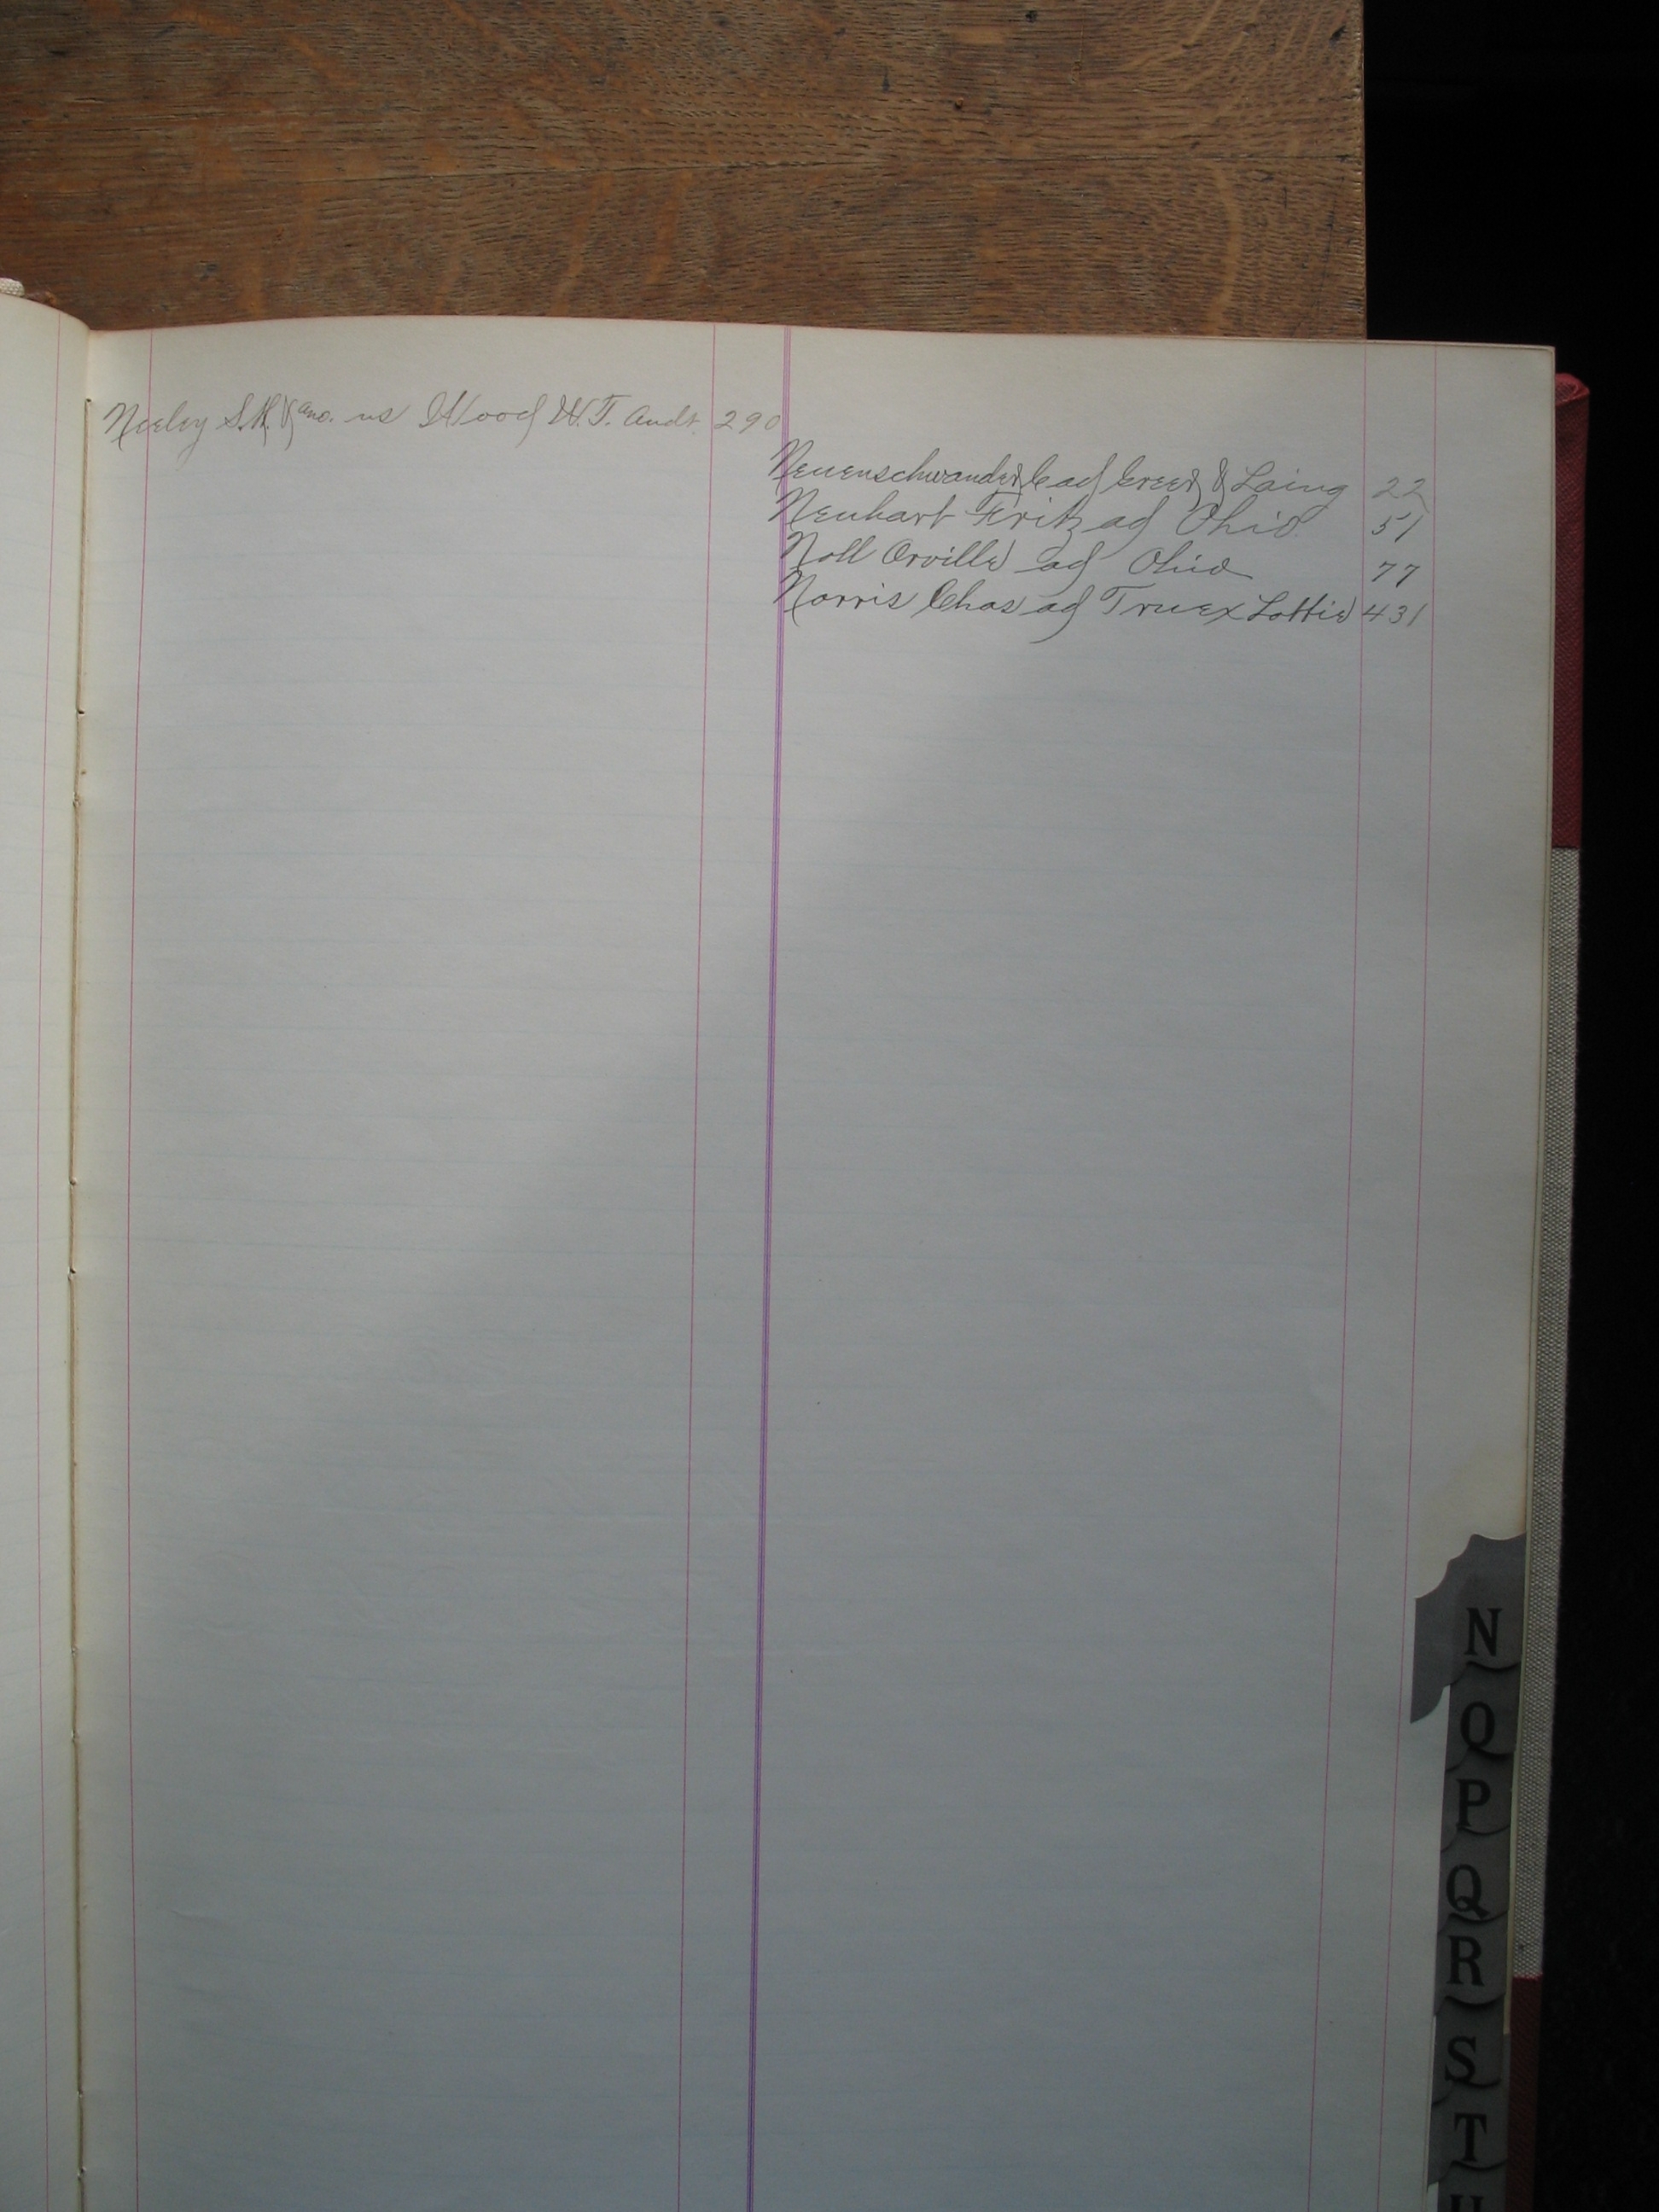 Neeley S.M. & ano. vs Wood W.T. Audt. 290
Neuenschwander C ad Greer & Laing 22
Neuhart Fritz ad Ohio 51
Noll Orville ad Ohio 77
Norris Chas ad Truex Lottie 431
N
O
P
Q
R
S
T
U